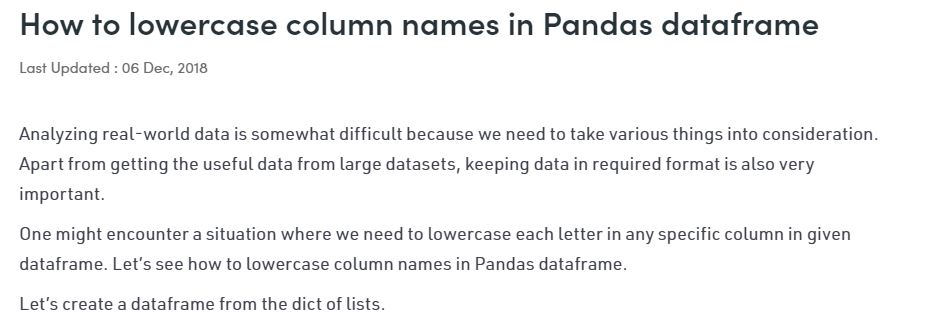 How to lowercase column names in Pandas dataframe
Last Updated : 06 Dec, 2018
Analyzing real-world data is somewhat difficult because we need to take various things into consideration.
Apart from getting the useful data from large datasets, keeping data in required format is also very
important.
One might encounter a situation where we need to lowercase each letter in any specific column in given
dataframe. Let’s see how to lowercase column names in Pandas dataframe.
Let’s create a dataframe from the dict of lists.